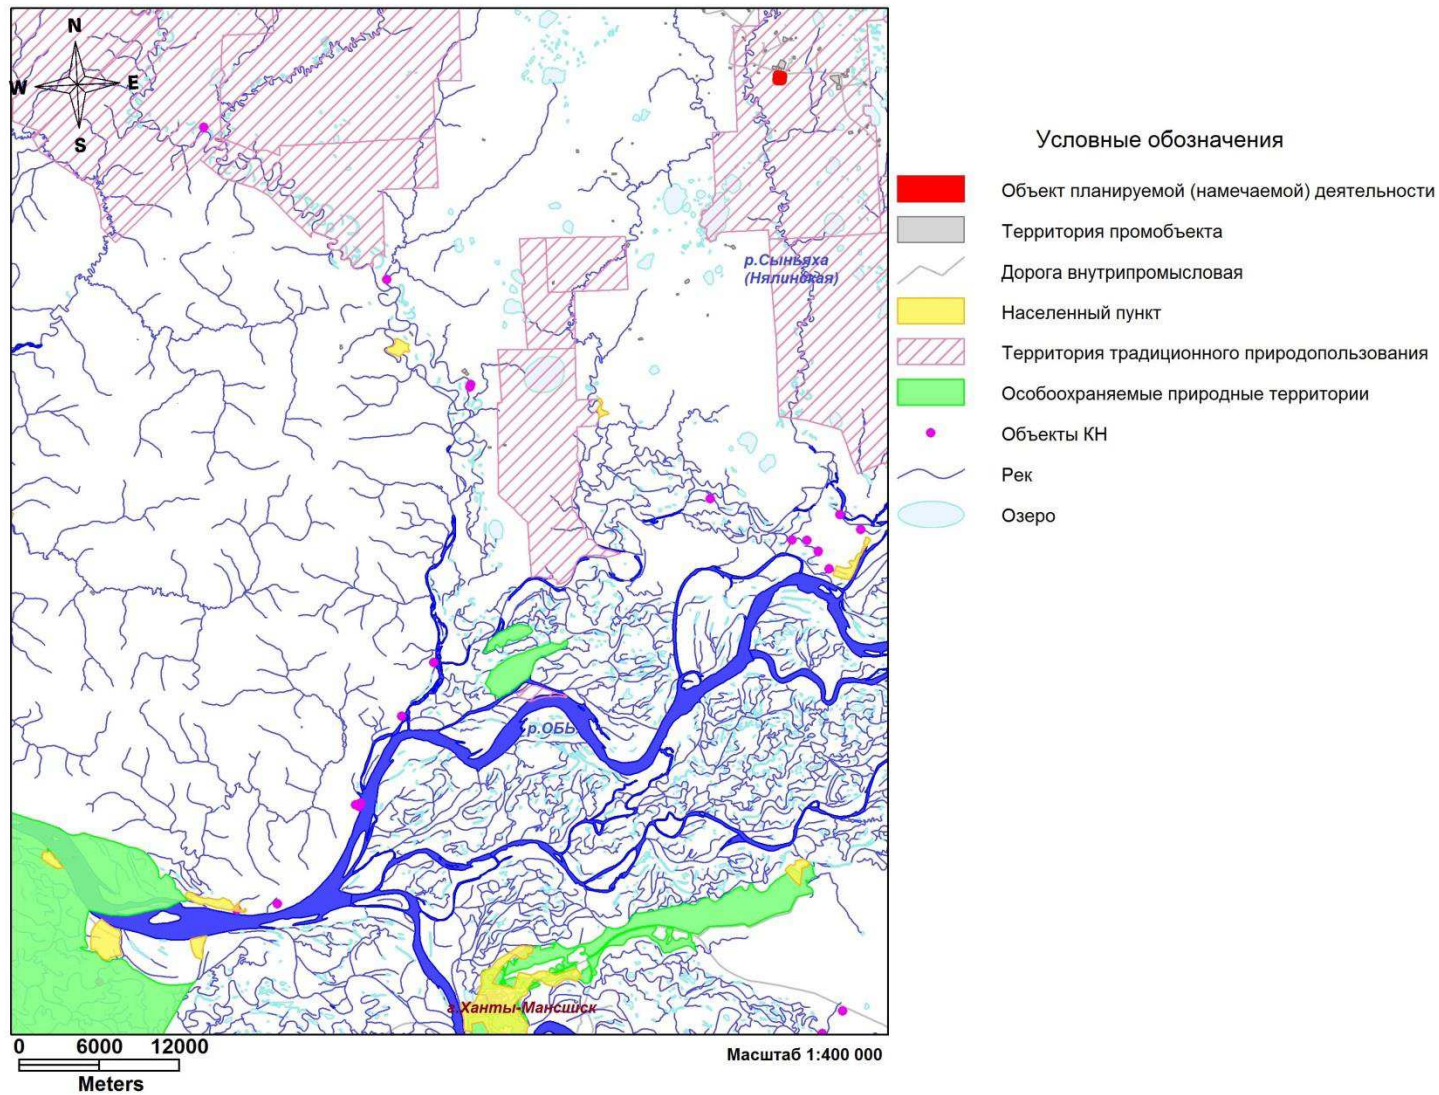 N
W
E
S
р.Сыньяха
(Нялинская)
р.ОБЬ
г.Ханты-Мансийск
0 6000 12000
Meters
Масштаб 1:400 000
Условные обозначения
Объект планируемой (намечаемой) деятельности
Территория промобъекта
Дорога внутрипромысловая
Населенный пункт
Территория традиционного природопользования
Особоохраняемые природные территории
Объекты КН
Рек
Озеро